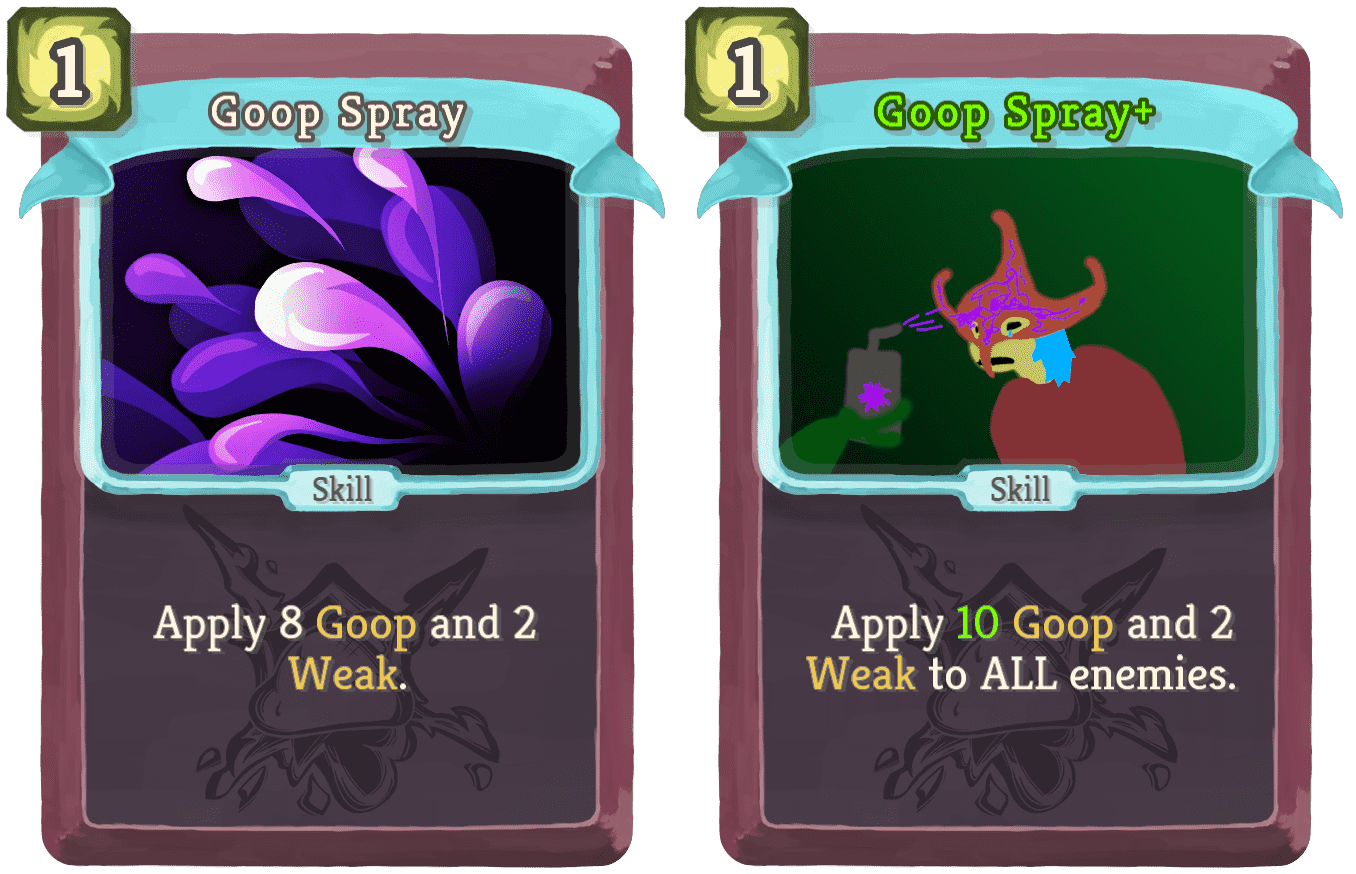 1
Goop Spray
Skill
Apply 8 Goop and 2
Weak.
1
Goop Spray+
Skill
Apply 10 Goop and 2
Weak to ALL enemies.